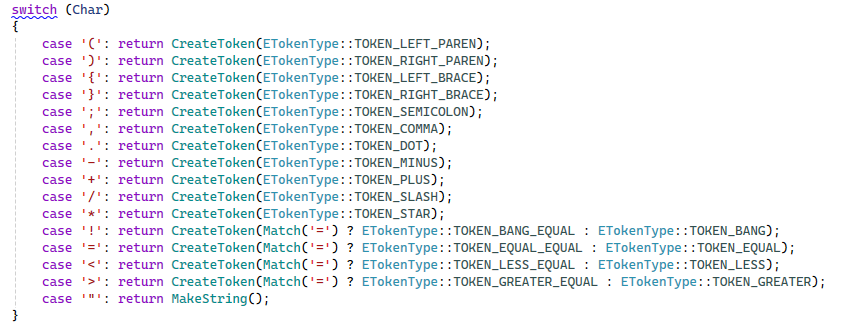 switch (Char)
{
    case '(': return CreateToken(ETokenType::TOKEN_LEFT_PAREN);
    case ')': return CreateToken(ETokenType::TOKEN_RIGHT_PAREN);
    case '{': return CreateToken(ETokenType::TOKEN_LEFT_BRACE);
    case '}': return CreateToken(ETokenType::TOKEN_RIGHT_BRACE);
    case ';': return CreateToken(ETokenType::TOKEN_SEMICOLON);
    case ',': return CreateToken(ETokenType::TOKEN_COMMA);
    case '.': return CreateToken(ETokenType::TOKEN_DOT);
    case '-': return CreateToken(ETokenType::TOKEN_MINUS);
    case '+': return CreateToken(ETokenType::TOKEN_PLUS);
    case '/': return CreateToken(ETokenType::TOKEN_SLASH);
    case '*': return CreateToken(ETokenType::TOKEN_STAR);
    case '!': return CreateToken(Match('=') ? ETokenType::TOKEN_BANG_EQUAL : ETokenType::TOKEN_BANG);
    case '=': return CreateToken(Match('=') ? ETokenType::TOKEN_EQUAL_EQUAL : ETokenType::TOKEN_EQUAL);
    case '<': return CreateToken(Match('=') ? ETokenType::TOKEN_LESS_EQUAL : ETokenType::TOKEN_LESS);
    case '>': return CreateToken(Match('=') ? ETokenType::TOKEN_GREATER_EQUAL : ETokenType::TOKEN_GREATER);
    case '"': return MakeString();
}